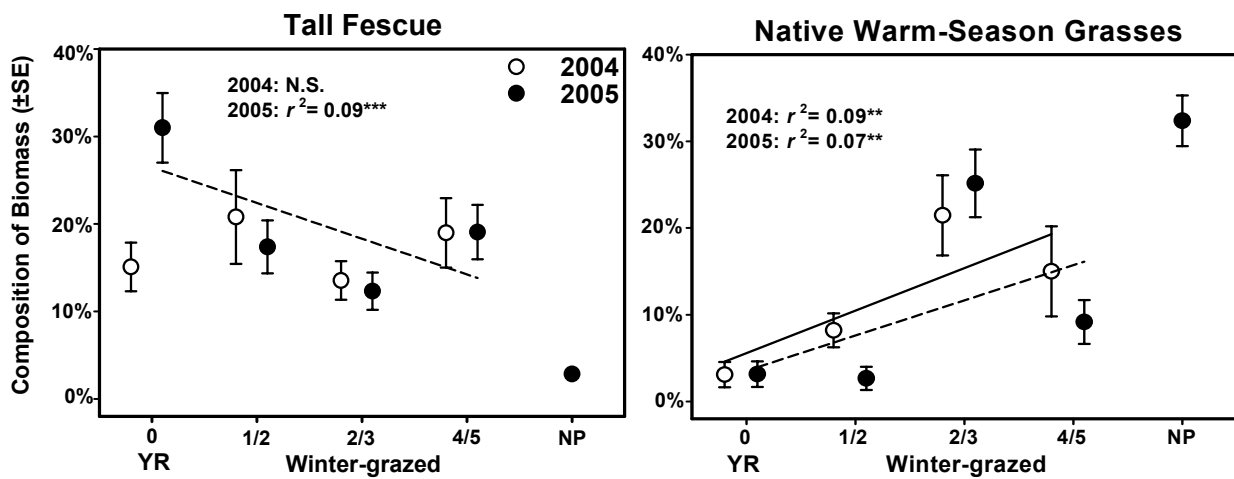 Tall Fescue
Composition of Biomass (±SE)
40%
30%
20%
10%
0%
2004: N.S.
2005: r²= 0.09***
2004
2005
0 1/2 2/3 4/5 NP
YR Winter-grazed
Native Warm-Season Grasses
40%
30%
20%
10%
0%
2004: r²= 0.09**
2005: r²= 0.07**
0 1/2 2/3 4/5 NP
YR Winter-grazed